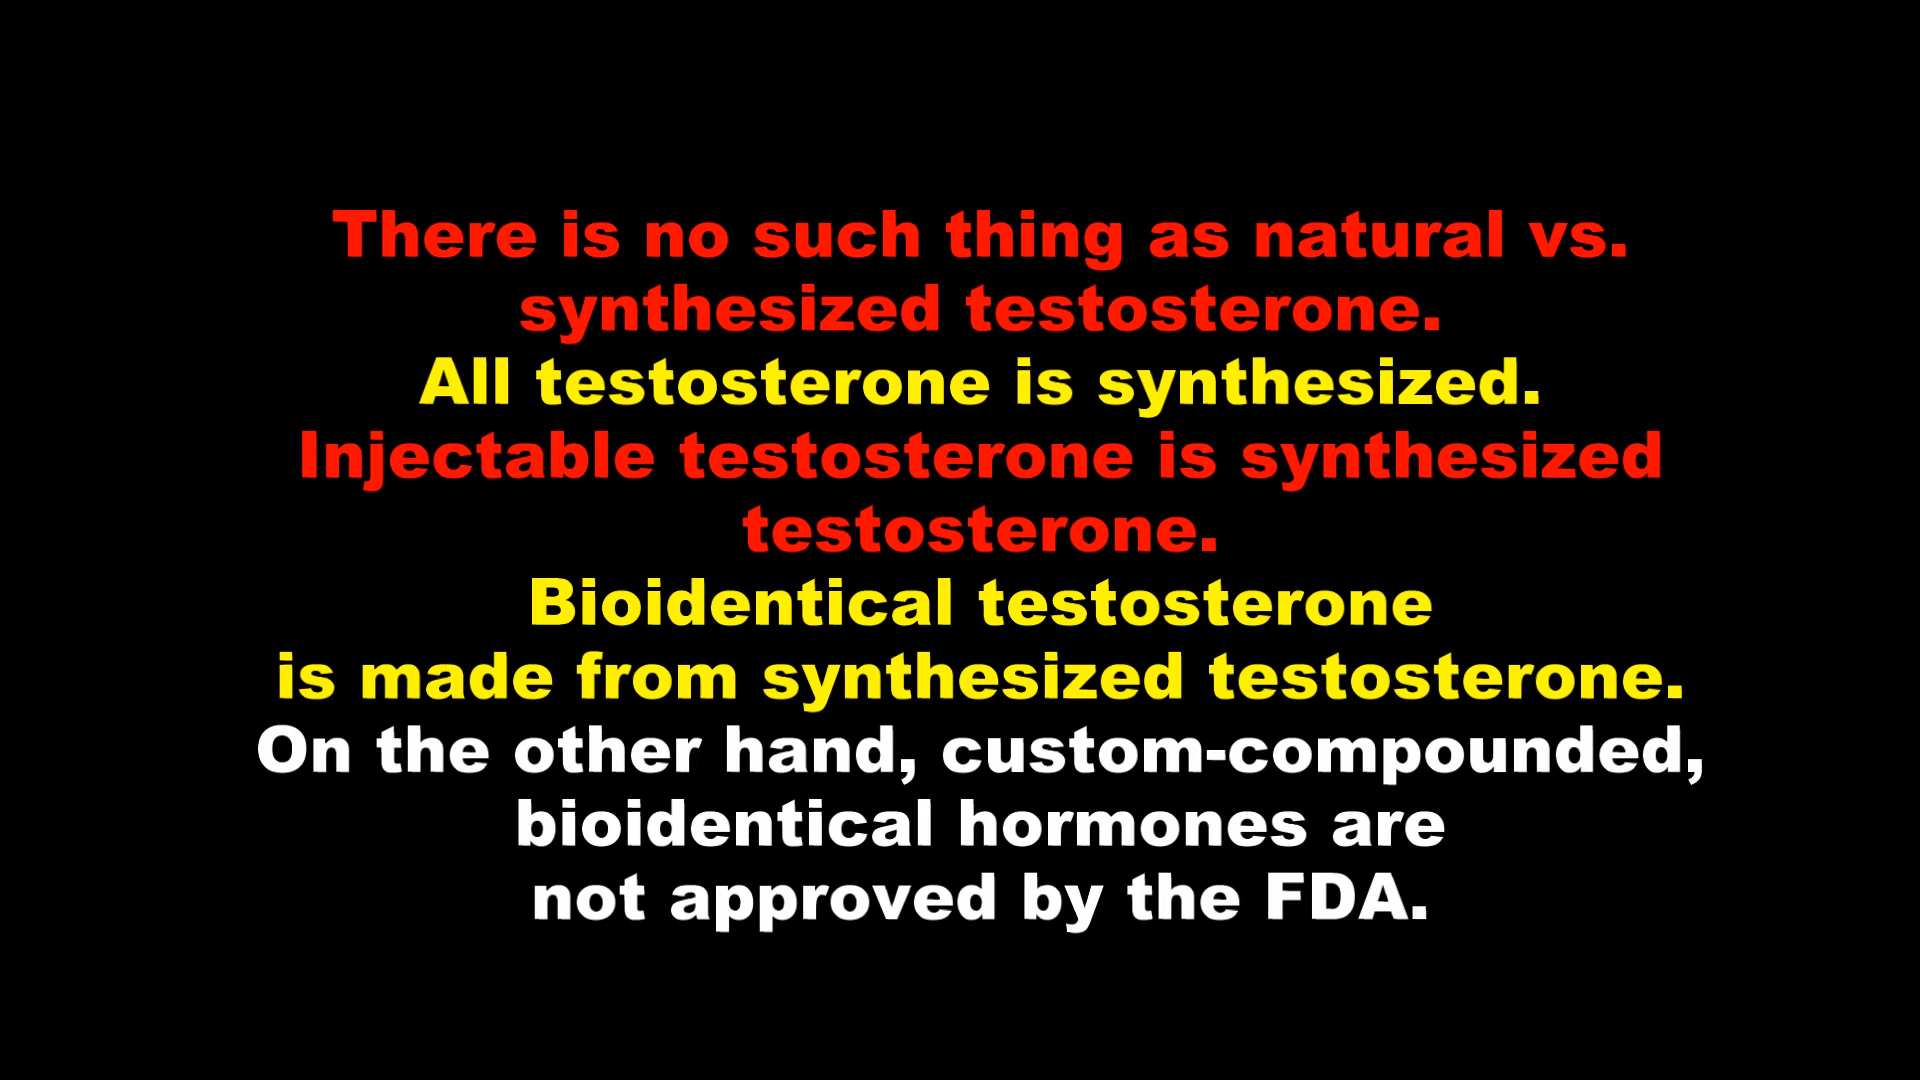 There is no such thing as natural vs.
synthesized testosterone.
All testosterone is synthesized.
Injectable testosterone is synthesized
testosterone.
Bioidentical testosterone
is made from synthesized testosterone.
On the other hand, custom-compounded,
bioidentical hormones are
not approved by the FDA.